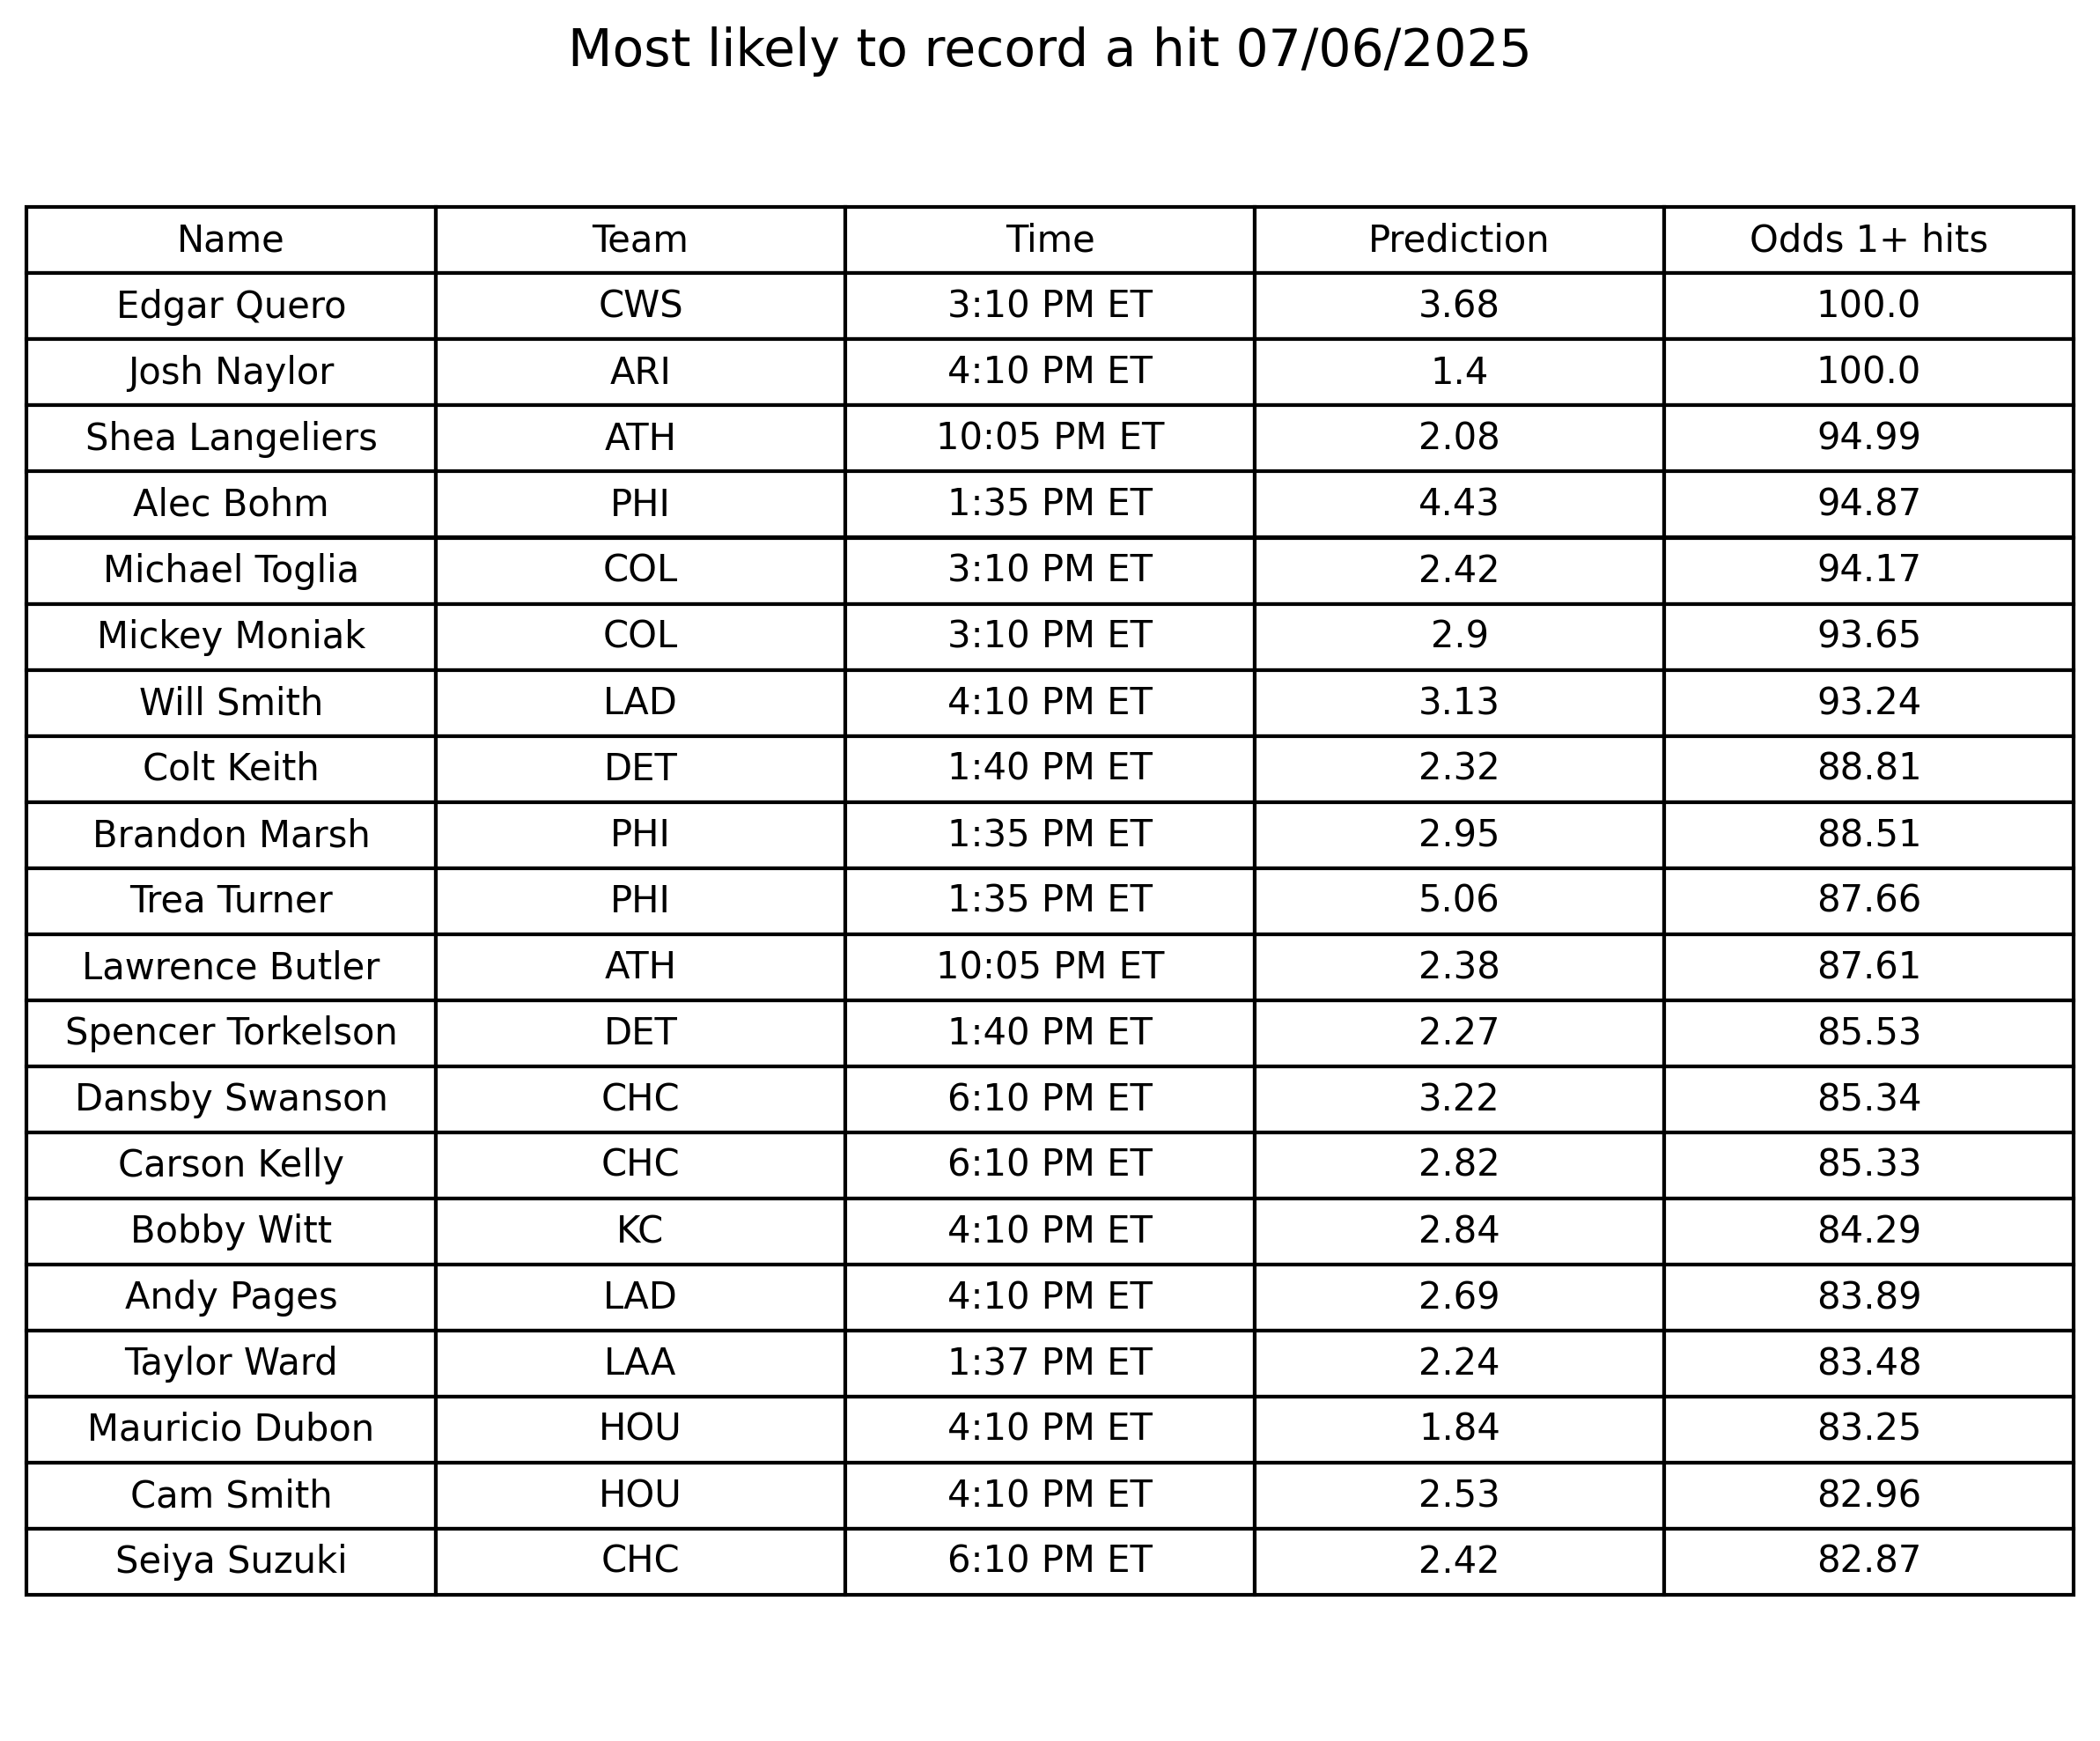 Most likely to record a hit 07/06/2025
Name Team Time Prediction Odds 1+ hits
Edgar Quero CWS 3:10 PM ET 3.68 100.0
Josh Naylor ARI 4:10 PM ET 1.4 100.0
Shea Langeliers ATH 10:05 PM ET 2.08 94.99
Alec Bohm PHI 1:35 PM ET 4.43 94.87
Michael Toglia COL 3:10 PM ET 2.42 94.17
Mickey Moniak COL 3:10 PM ET 2.9 93.65
Will Smith LAD 4:10 PM ET 3.13 93.24
Colt Keith DET 1:40 PM ET 2.32 88.81
Brandon Marsh PHI 1:35 PM ET 2.95 88.51
Trea Turner PHI 1:35 PM ET 5.06 87.66
Lawrence Butler ATH 10:05 PM ET 2.38 87.61
Spencer Torkelson DET 1:40 PM ET 2.27 85.53
Dansby Swanson CHC 6:10 PM ET 3.22 85.34
Carson Kelly CHC 6:10 PM ET 2.82 85.33
Bobby Witt KC 4:10 PM ET 2.84 84.29
Andy Pages LAD 4:10 PM ET 2.69 83.89
Taylor Ward LAA 1:37 PM ET 2.24 83.48
Mauricio Dubon HOU 4:10 PM ET 1.84 83.25
Cam Smith HOU 4:10 PM ET 2.53 82.96
Seiya Suzuki CHC 6:10 PM ET 2.42 82.87